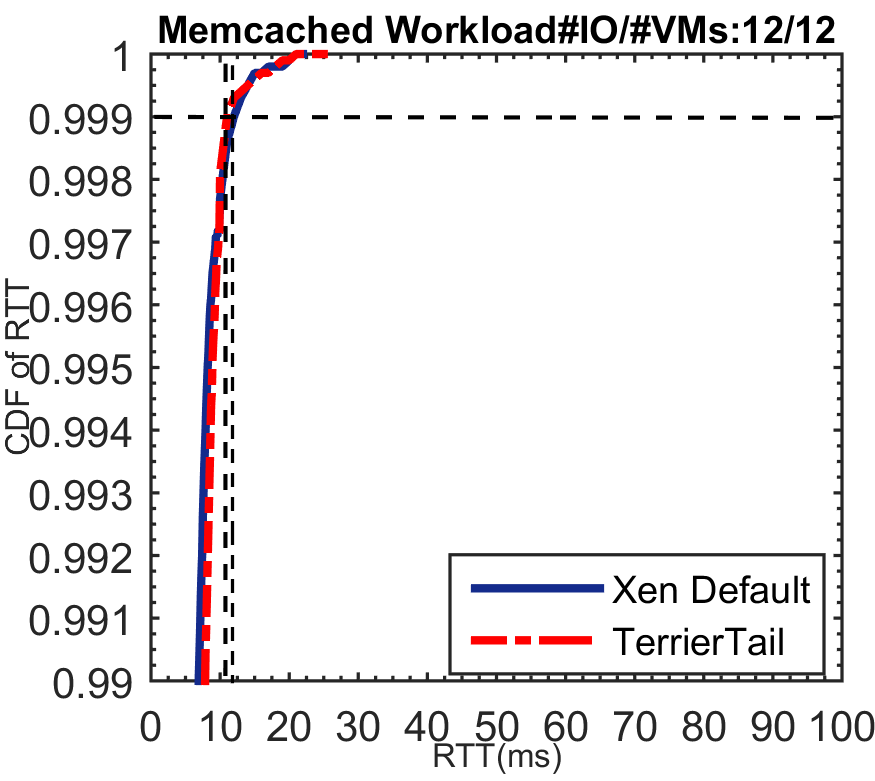 Memcached Workload#IO/#VMs:12/12
1
0.999
0.998
0.997
0.996
0.995
0.994
0.993
0.992
0.991
0.99
CDF of RTT
Xen Default
TerrierTail
0 10 20 30 40 50 60 70 80 90 100
RTT(ms)